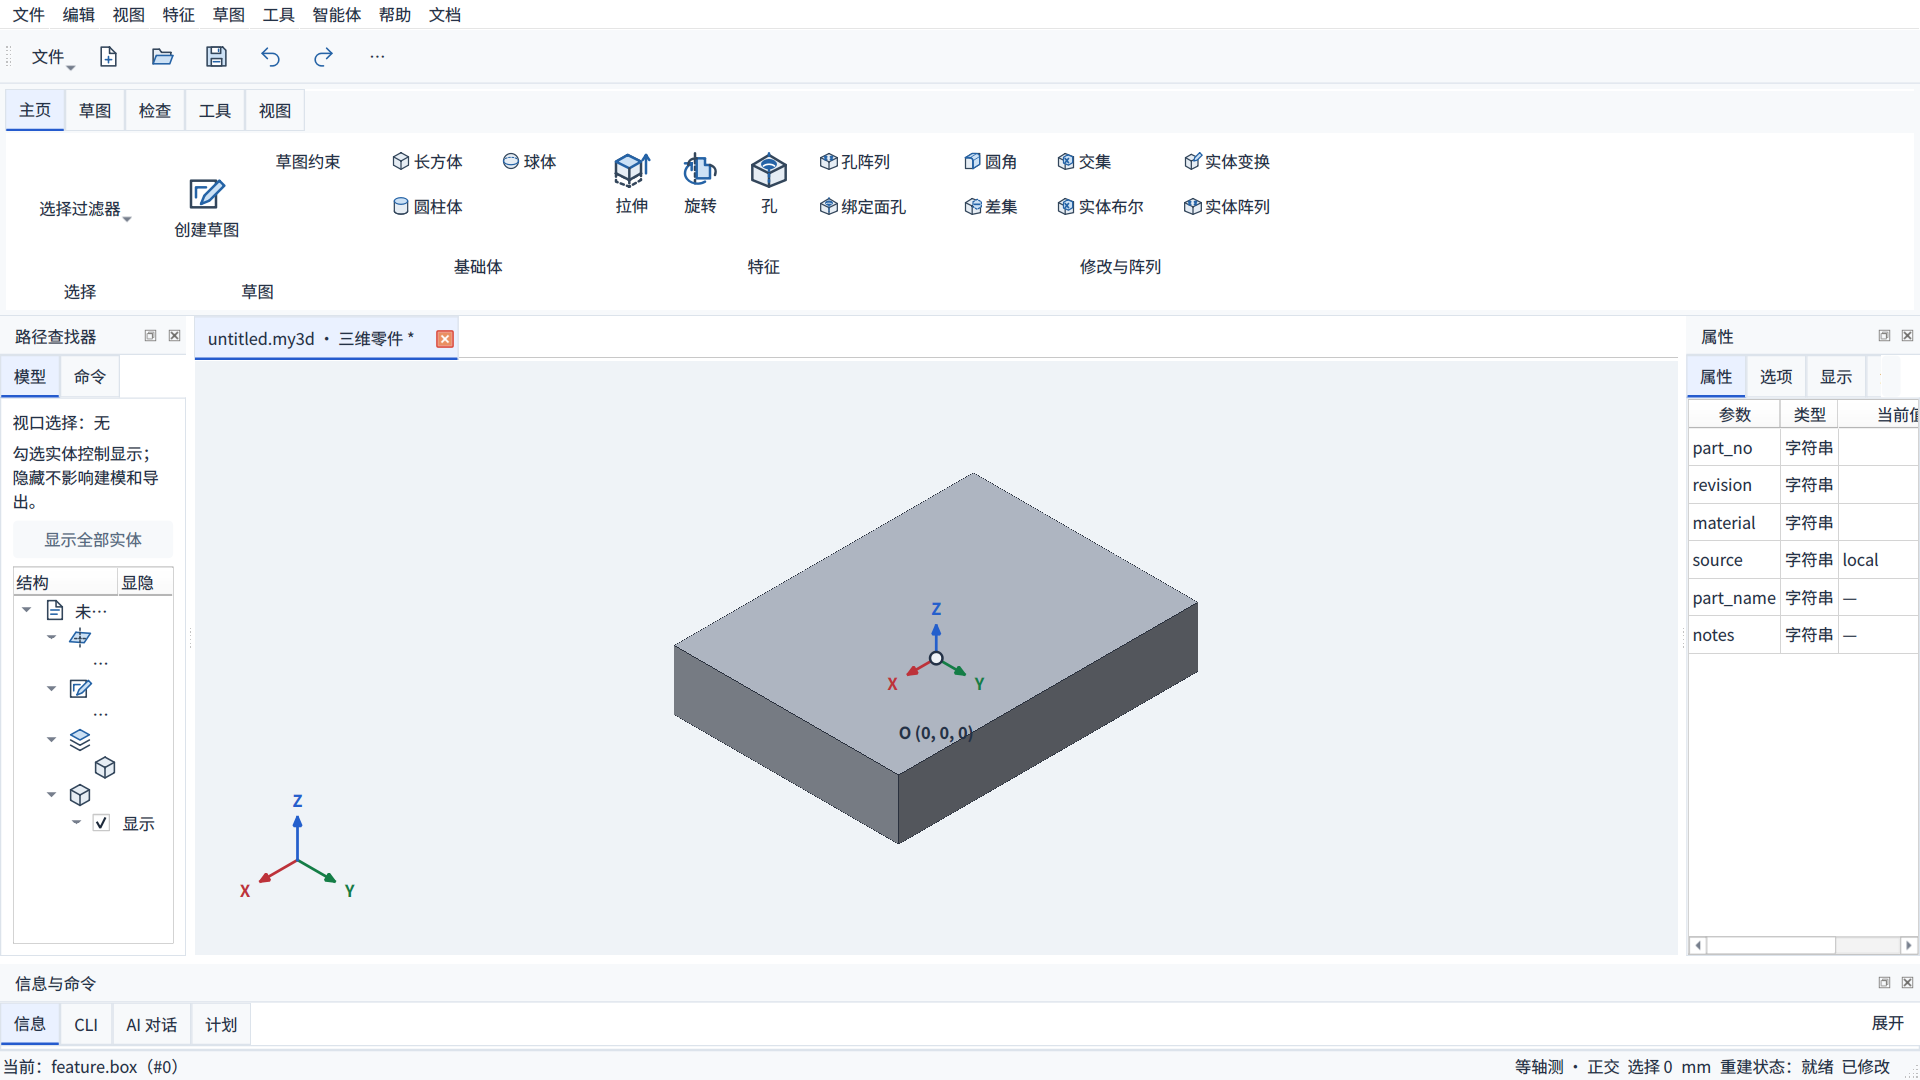 文件 编辑 视图 特征 草图 工具 智能体 帮助 文档
文件 ...
主页 草图 检查 工具 视图
选择过滤器
选择
创建草图
草图约束
草图
长方体 球体
圆柱体
基础体
拉伸 旋转 孔
孔阵列
绑定面孔
特征
圆角 交集 实体变换
差集 实体布尔 实体阵列
修改与阵列
路径查找器
模型 命令
视口选择：无
勾选实体控制显示；
隐藏不影响建模和导
出。
显示全部实体
结构 显隐
未...
...
...
显示
untitled.my3d · 三维零件 *
Z
X Y
O (0, 0, 0)
Z
X Y
属性
属性 选项 显示
参数 类型 当前值
part_no 字符串
revision 字符串
material 字符串
source 字符串 local
part_name 字符串 —
notes 字符串 —
信息与命令
信息 CLI AI 对话 计划
展开
当前：feature.box（#0）
等轴测 · 正交 选择 0 mm 重建状态：就绪 已修改